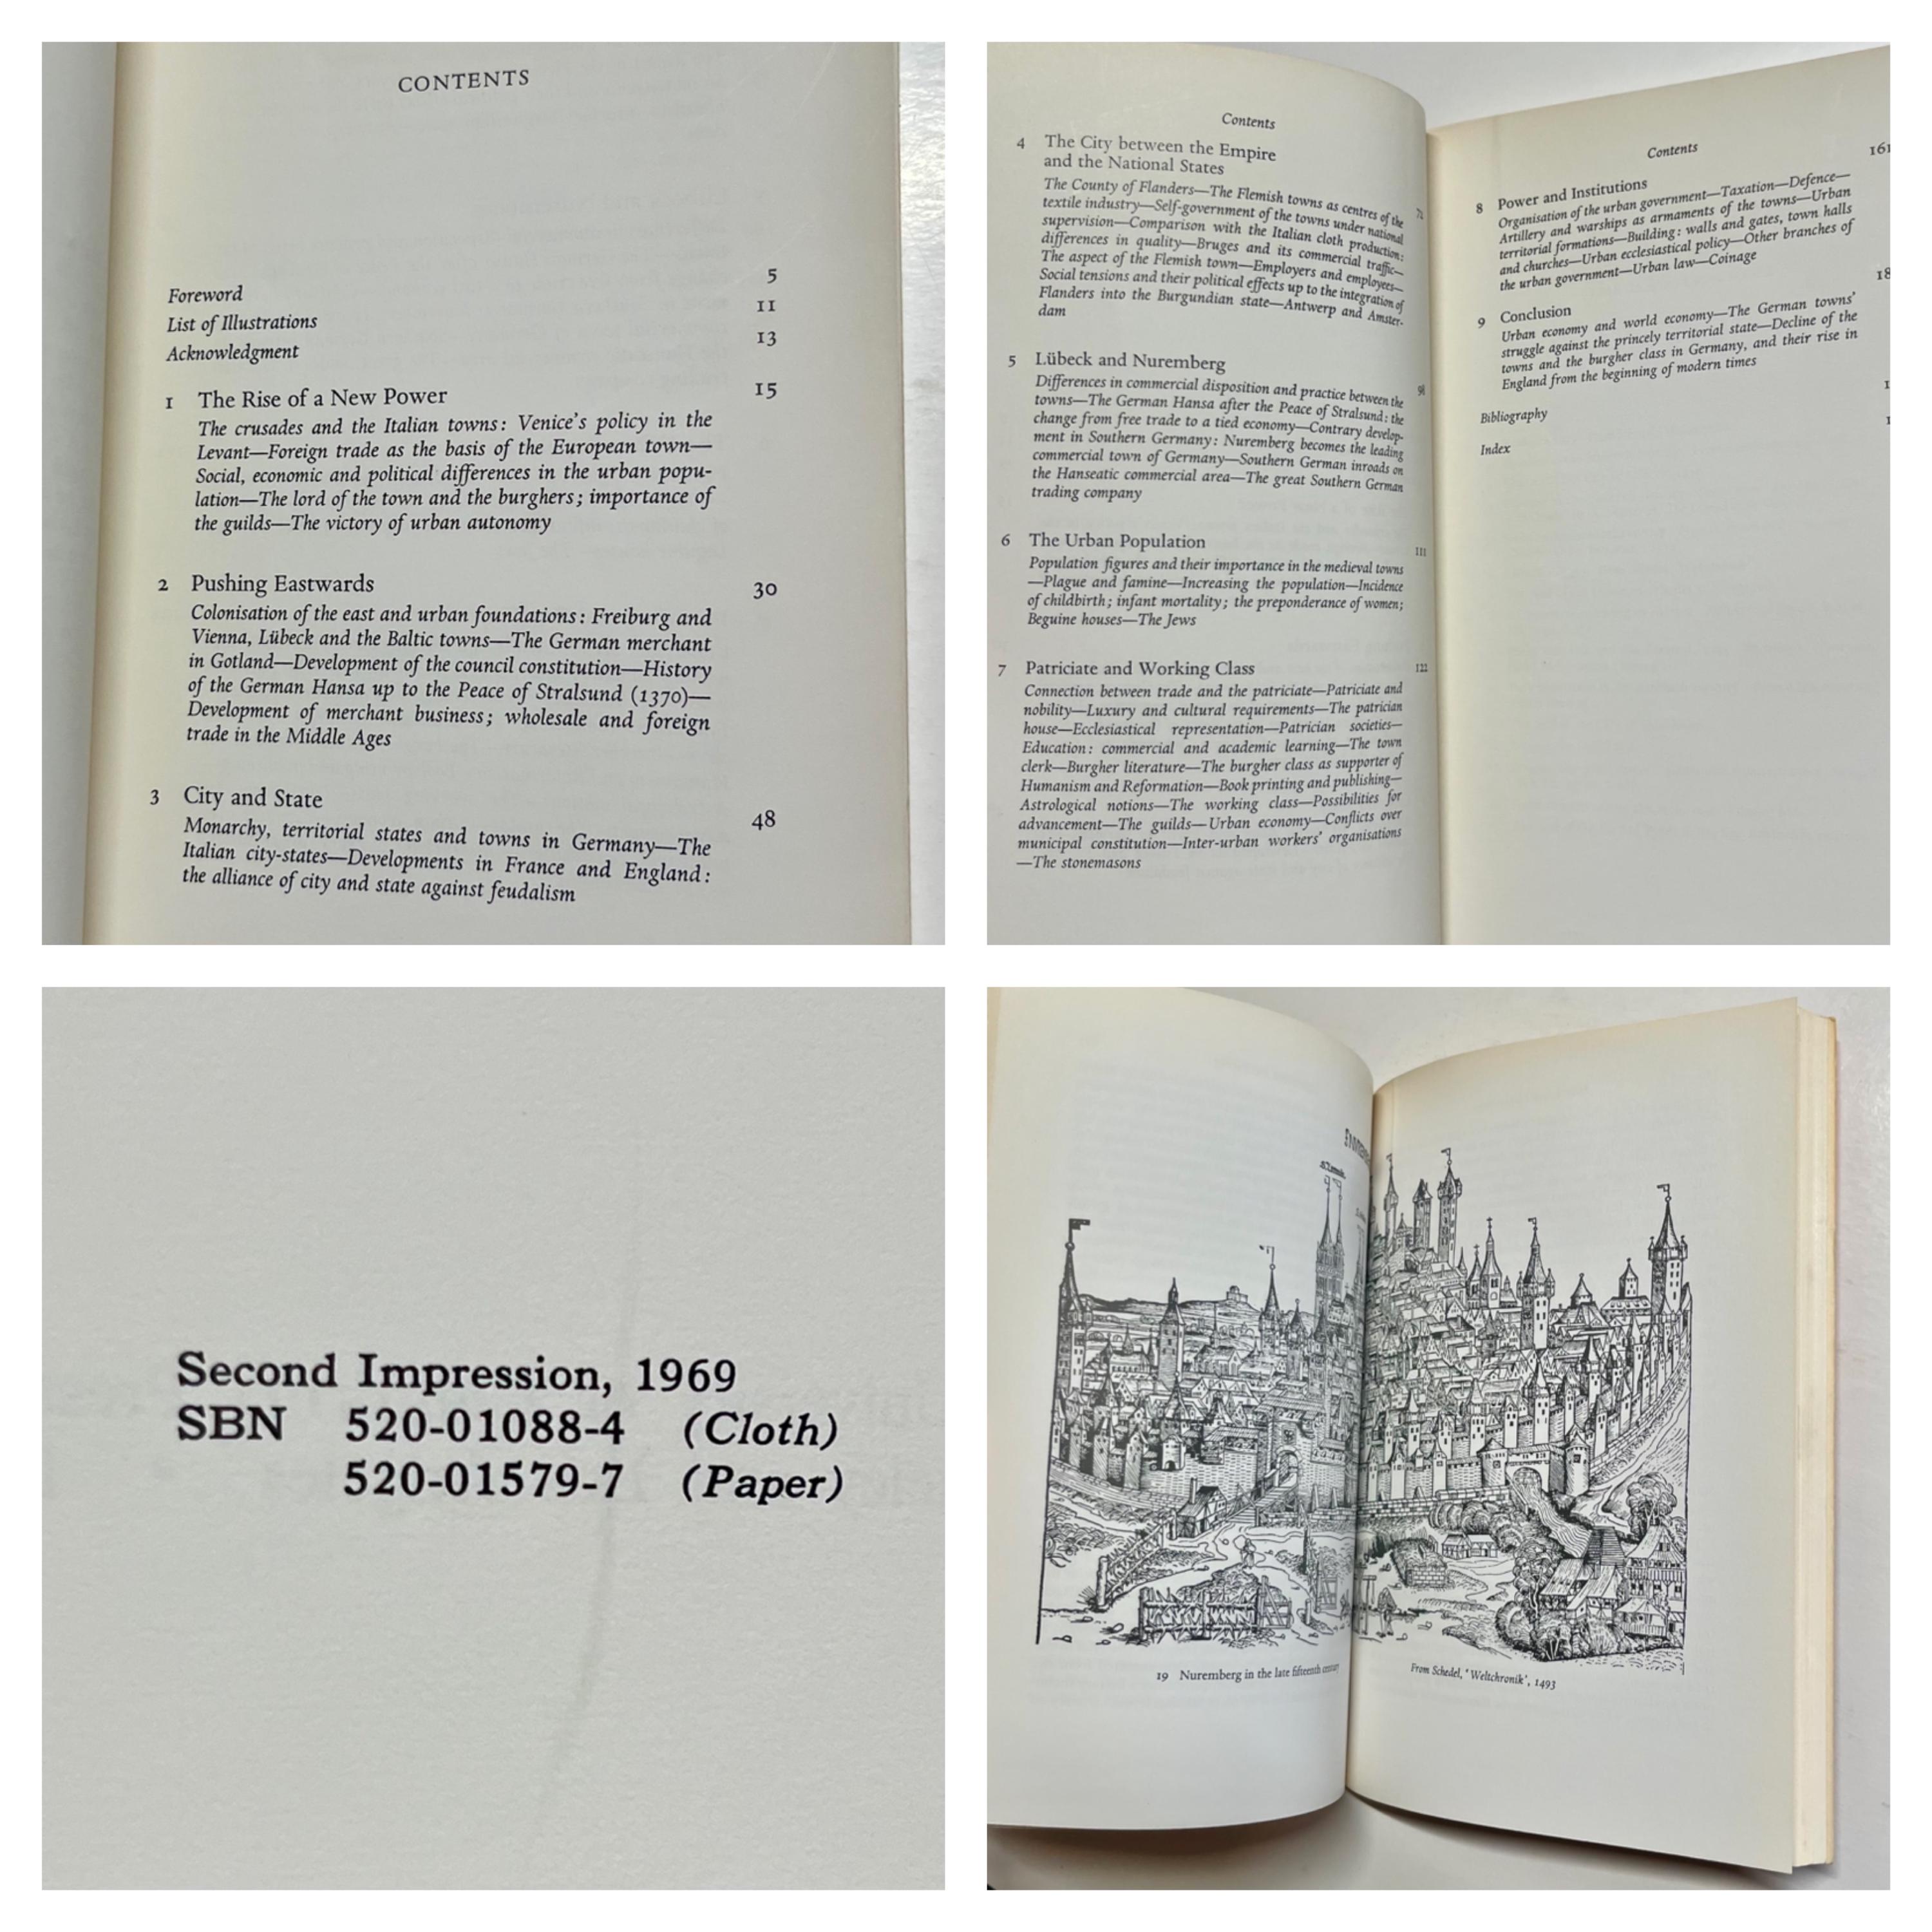 CONTENTS
Foreword 5
List of Illustrations 11
Acknowledgment 13
1 The Rise of a New Power 15
The crusades and the Italian towns: Venice's policy in the
Levant—Foreign trade as the basis of the European town—
Social, economic and political differences in the urban popu-
lation—The lord of the town and the burghers; importance of
the guilds—The victory of urban autonomy
2 Pushing Eastwards 30
Colonisation of the east and urban foundations: Freiburg and
Vienna, Lübeck and the Baltic towns—The German merchant
in Gotland—Development of the council constitution—History
of the German Hansa up to the Peace of Stralsund (1370)—
Development of merchant business; wholesale and foreign
trade in the Middle Ages
3 City and State 48
Monarchy, territorial states and towns in Germany—The
Italian city-states—Developments in France and England:
the alliance of city and state against feudalism
Contents
4 The City between the Empire
and the National States
The County of Flanders—The Flemish towns as centres of the
textile industry—Self-government of the towns under national
supervision—Comparison with the Italian cloth production:
differences in quality—Bruges and its commercial traffic—
The aspect of the Flemish town—Employers and employees—
Social tensions and their political effects up to the integration of
Flanders into the Burgundian state—Antwerp and Amster-
dam
5 Lübeck and Nuremberg 98
Differences in commercial disposition and practice between the
towns—The German Hansa after the Peace of Stralsund: the
change from free trade to a tied economy—Contrary develop-
ment in Southern Germany: Nuremberg becomes the leading
commercial town of Germany—Southern German inroads on
the Hanseatic commercial area—The great Southern German
trading company
6 The Urban Population 111
Population figures and their importance in the medieval towns
—Plague and famine—Increasing the population—Incidence
of childbirth; infant mortality; the preponderance of women;
Beguine houses—The Jews
7 Patriciate and Working Class 122
Connection between trade and the patriciate—Patriciate and
nobility—Luxury and cultural requirements—The patrician
house—Ecclesiastical representation—Patrician societies—
Education: commercial and academic learning—The town
clerk—Burgher literature—The burgher class as supporter of
Humanism and Reformation—Book printing and publishing—
Astrological notions—The working class—Possibilities for
advancement—The guilds—Urban economy—Conflicts over
municipal constitution—Inter-urban workers' organisations
—The stonemasons
Contents
8 Power and Institutions 161
Organisation of the urban government—Taxation—Defence—
Artillery and warships as armaments of the towns—Urban
territorial formations—Building: walls and gates, town halls
and churches—Urban ecclesiastical policy—Other branches of
the urban government—Urban law—Coinage
9 Conclusion 18
Urban economy and world economy—The German towns'
struggle against the princely territorial state—Decline of the
towns and the burgher class in Germany, and their rise in
England from the beginning of modern times
Bibliography 1
Index 1
Second Impression, 1969
SBN 520-01088-4 (Cloth)
520-01579-7 (Paper)
19 Nuremberg in the late fifteenth century
From Schedel, 'Weltchronik', 1493